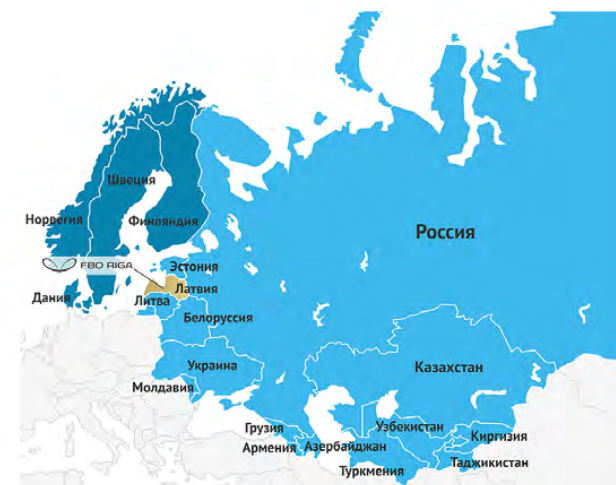 Швеция
Норвегия
Финляндия
Россия
FBO RIGA
Эстония
Дания
Латвия
Литва
Белоруссия
Украина
Казахстан
Молдавия
Грузия
Узбекистан
Киргизия
Армения
Азербайджан
Таджикистан
Туркмения